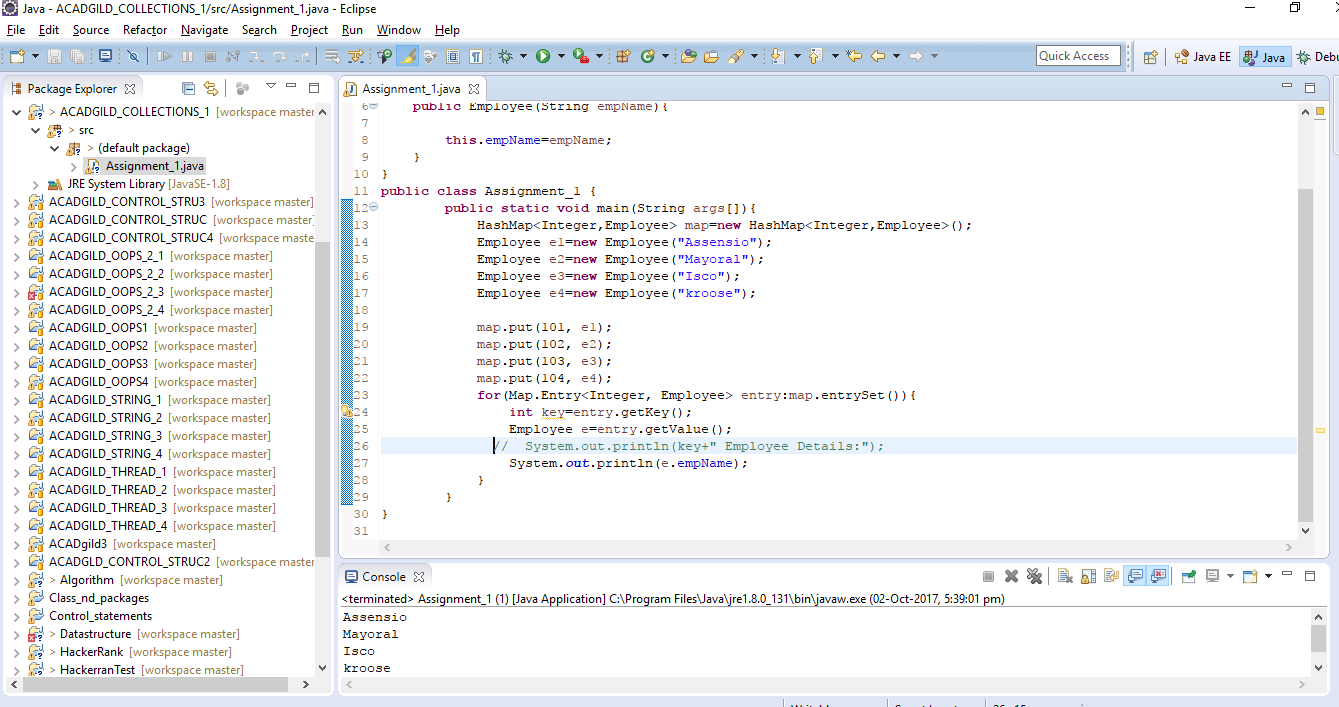 Java - ACADGILD_COLLECTIONS_1/src/Assignment_1.java - Eclipse
File Edit Source Refactor Navigate Search Project Run Window Help
Quick Access Java EE Java Debu
Package Explorer
> ACADGILD_COLLECTIONS_1 [workspace master
> src
> (default package)
Assignment_1.java
JRE System Library [JavaSE-1.8]
ACADGILD_CONTROL_STRU3 [workspace master]
ACADGILD_CONTROL_STRUC [workspace master]
ACADGILD_CONTROL_STRUC4 [workspace maste
ACADGILD_OOPS_2_1 [workspace master]
ACADGILD_OOPS_2_2 [workspace master]
ACADGILD_OOPS_2_3 [workspace master]
ACADGILD_OOPS_2_4 [workspace master]
ACADGILD_OOPS1 [workspace master]
ACADGILD_OOPS2 [workspace master]
ACADGILD_OOPS3 [workspace master]
ACADGILD_OOPS4 [workspace master]
ACADGILD_STRING_1 [workspace master]
ACADGILD_STRING_2 [workspace master]
ACADGILD_STRING_3 [workspace master]
ACADGILD_STRING_4 [workspace master]
ACADGILD_THREAD_1 [workspace master]
ACADGILD_THREAD_2 [workspace master]
ACADGILD_THREAD_3 [workspace master]
ACADGILD_THREAD_4 [workspace master]
ACADgild3 [workspace master]
ACADGLD_CONTROL_STRUC2 [workspace master
> Algorithm [workspace master]
Class_nd_packages
Control_statements
> Datastructure [workspace master]
> HackerRank [workspace master]
> HackerranTest [workspace master]
Assignment_1.java
6 public Employee(String empName){
7
8 this.empName=empName;
9 }
10 }
11 public class Assignment_1 {
12 public static void main(String args[]){
13 HashMap<Integer,Employee> map=new HashMap<Integer,Employee>();
14 Employee e1=new Employee("Assensio");
15 Employee e2=new Employee("Mayoral");
16 Employee e3=new Employee("Isco");
17 Employee e4=new Employee("kroose");
18
19 map.put(101, e1);
20 map.put(102, e2);
21 map.put(103, e3);
22 map.put(104, e4);
23 for(Map.Entry<Integer, Employee> entry:map.entrySet()){
24 int key=entry.getKey();
25 Employee e=entry.getValue();
26 // System.out.println(key+" Employee Details:");
27 System.out.println(e.empName);
28 }
29 }
30 }
31
Console
<terminated> Assignment_1 (1) [Java Application] C:\Program Files\Java\jre1.8.0_131\bin\javaw.exe (02-Oct-2017, 5:39:01 pm)
Assensio
Mayoral
Isco
kroose